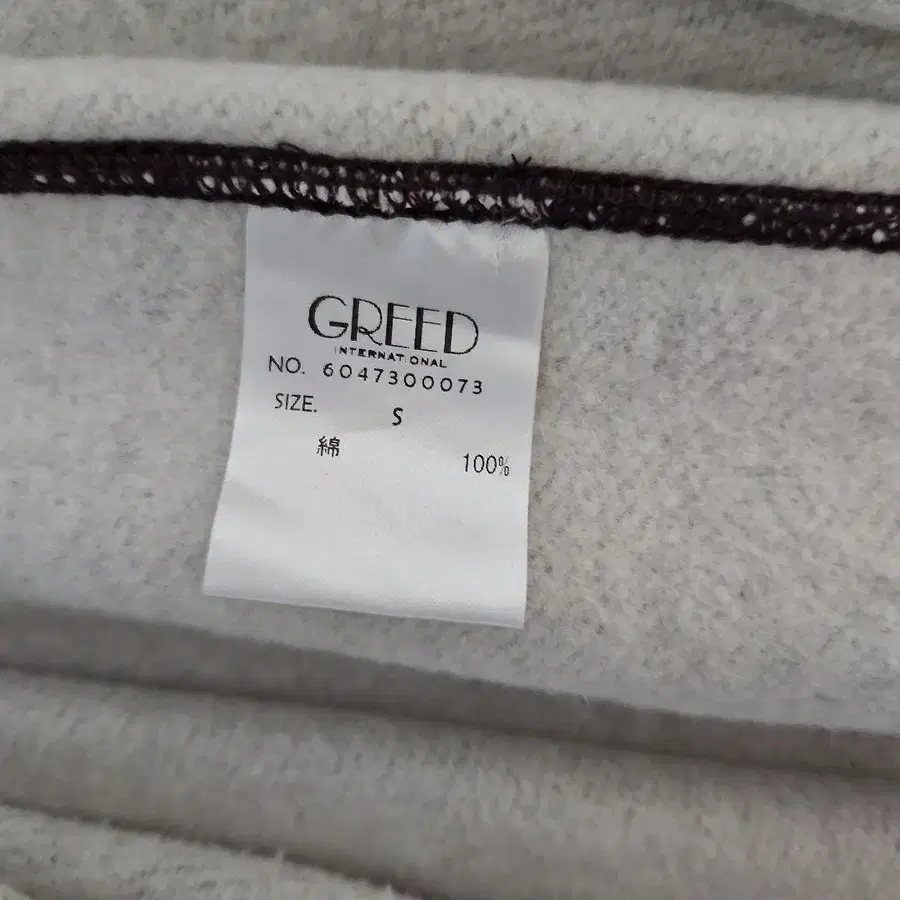 GREED
INTERNATIONAL
NO. 6047300073
SIZE. S
綿 100%